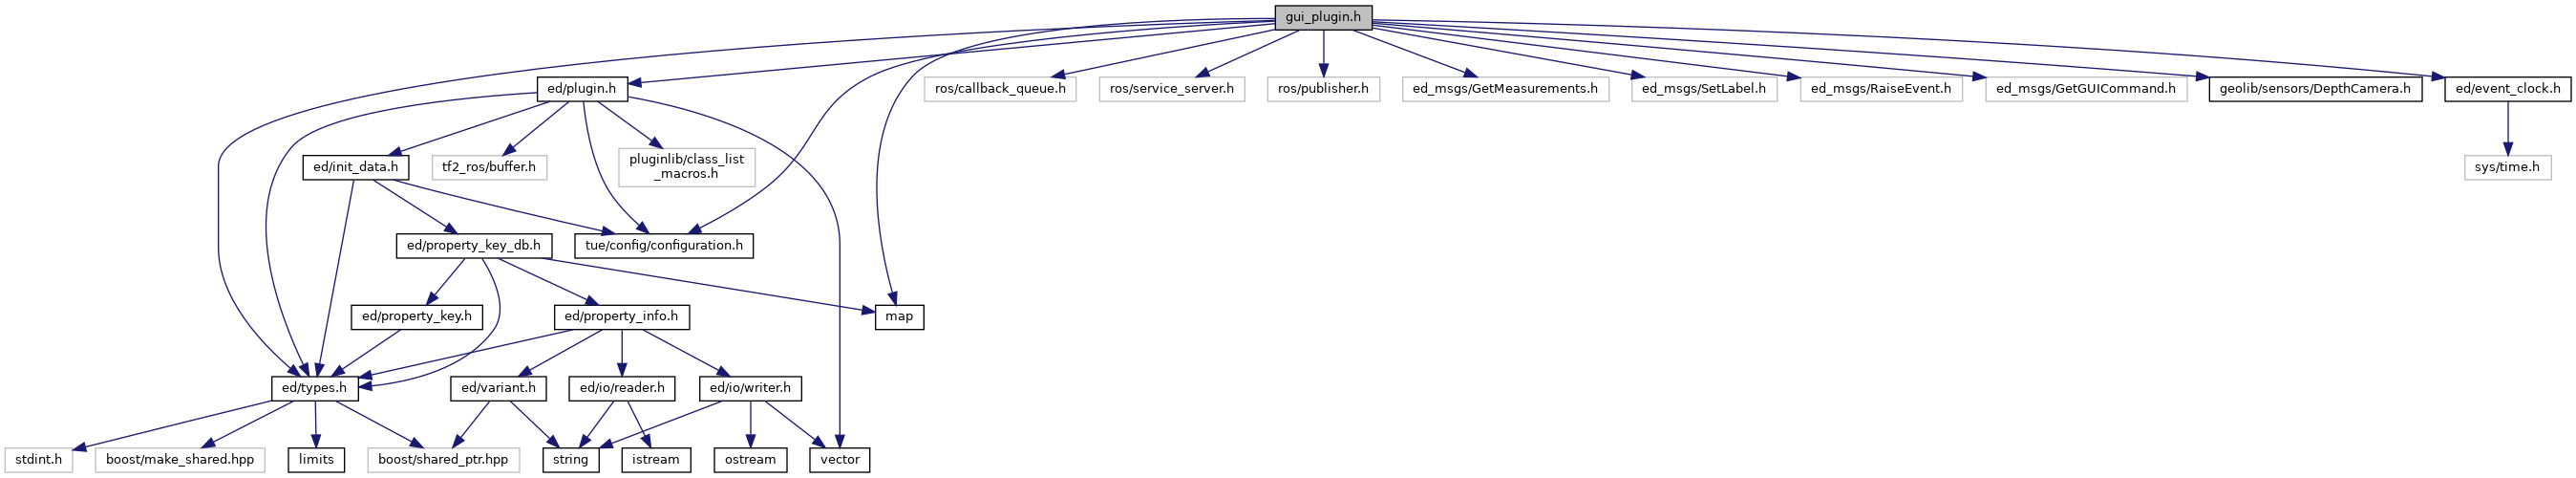 gui_plugin.h
ed/plugin.h
ros/callback_queue.h
ros/service_server.h
ros/publisher.h
ed_msgs/GetMeasurements.h
ed_msgs/SetLabel.h
ed_msgs/RaiseEvent.h
ed_msgs/GetGUICommand.h
geolib/sensors/DepthCamera.h
ed/event_clock.h
ed/init_data.h
tf2_ros/buffer.h
pluginlib/class_list
_macros.h
sys/time.h
ed/property_key_db.h
tue/config/configuration.h
ed/property_key.h
ed/property_info.h
map
ed/types.h
ed/variant.h
ed/io/reader.h
ed/io/writer.h
stdint.h
boost/make_shared.hpp
limits
boost/shared_ptr.hpp
string
istream
ostream
vector